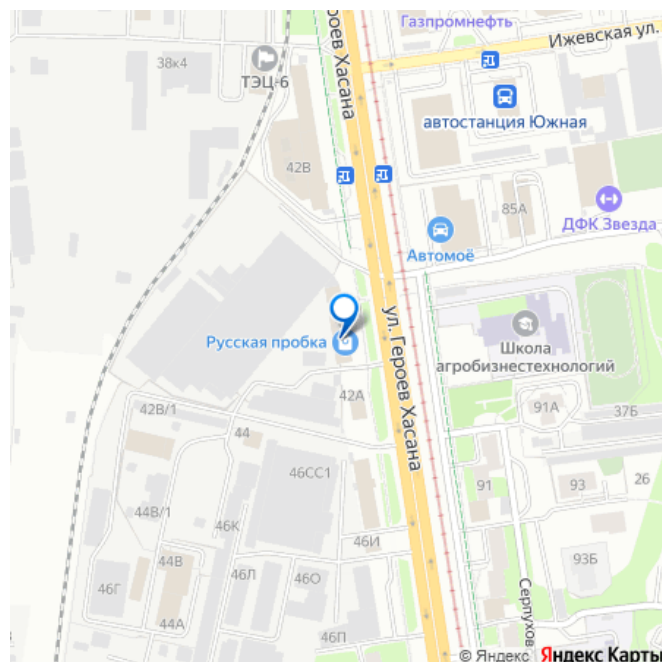 Газпромнефть
Ижевская ул.
38к4
ТЭЦ-6
ул. Героев Хасана
автостанция Южная
42В
85А
ДФК Звезда
Автомоё
Русская пробка
ул. Героев Хасана
Школа
агробизнестехнологий
42А
91А
37Б
42В/1
44
46СС1
91
93
26
44В/1
46К
46И
93Б
44В
46Л
46О
46Г
44А
46П
Серпухов
© Яндекс Яндекс Карты